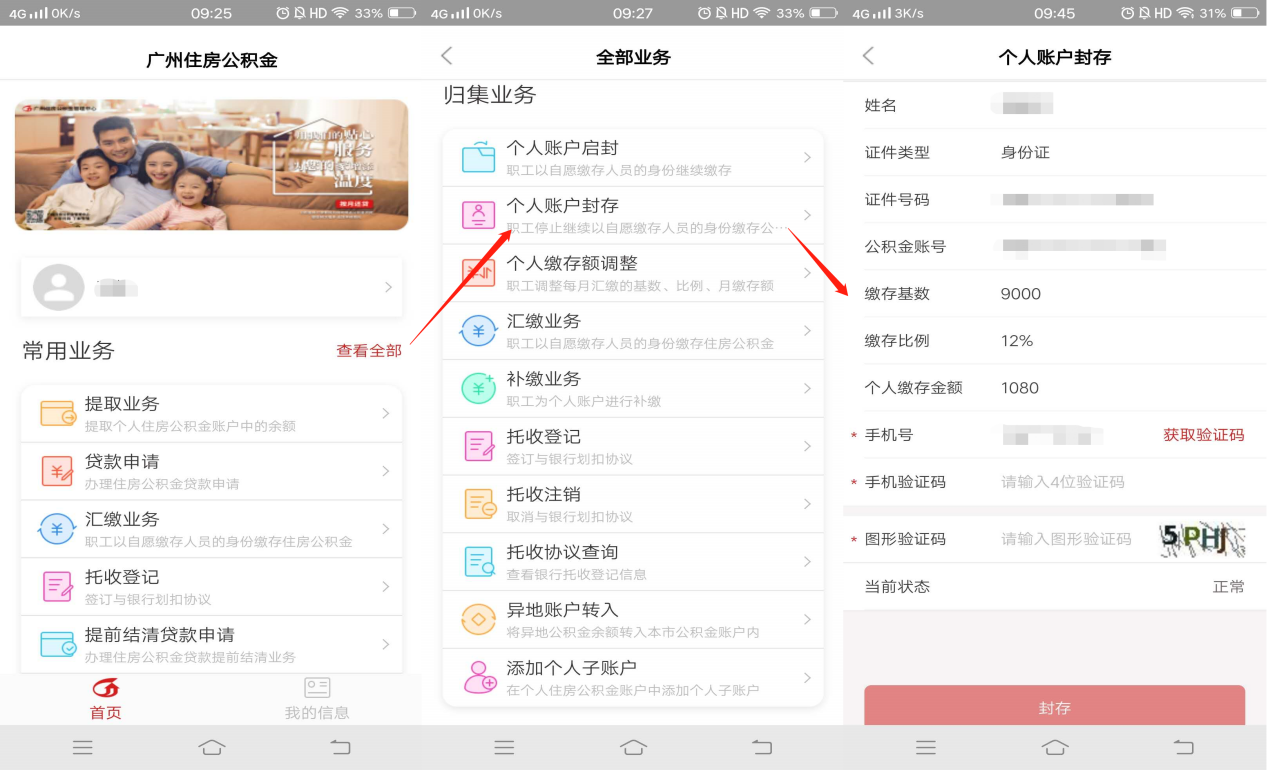 4G 0K/s 09:25 HD 33%
广州住房公积金
服务
温度
常用业务 查看全部
提取业务
提取个人住房公积金账户中的余额
贷款申请
办理住房公积金贷款申请
汇缴业务
职工以自愿缴存人员的身份缴存住房公积金
托收登记
签订与银行划扣协议
提前结清贷款申请
办理住房公积金贷款提前结清业务
首页 我的信息
4G 0K/s 09:27 HD 33%
全部业务
归集业务
个人账户启封
职工以自愿缴存人员的身份继续缴存
个人账户封存
职工停止继续以自愿缴存人员的身份缴存公…
个人缴存额调整
职工调整每月汇缴的基数、比例、月缴存额
汇缴业务
职工以自愿缴存人员的身份缴存住房公积金
补缴业务
职工为个人账户进行补缴
托收登记
签订与银行划扣协议
托收注销
取消与银行划扣协议
托收协议查询
查看银行托收登记信息
异地账户转入
将异地公积金余额转入本市公积金账户内
添加个人子账户
在个人住房公积金账户中添加个人子账户
4G 3K/s 09:45 HD 31%
个人账户封存
姓名
证件类型 身份证
证件号码
公积金账号
缴存基数 9000
缴存比例 12%
个人缴存金额 1080
* 手机号 获取验证码
* 手机验证码 请输入4位验证码
* 图形验证码 请输入图形验证码 5PHJ
当前状态 正常
封存